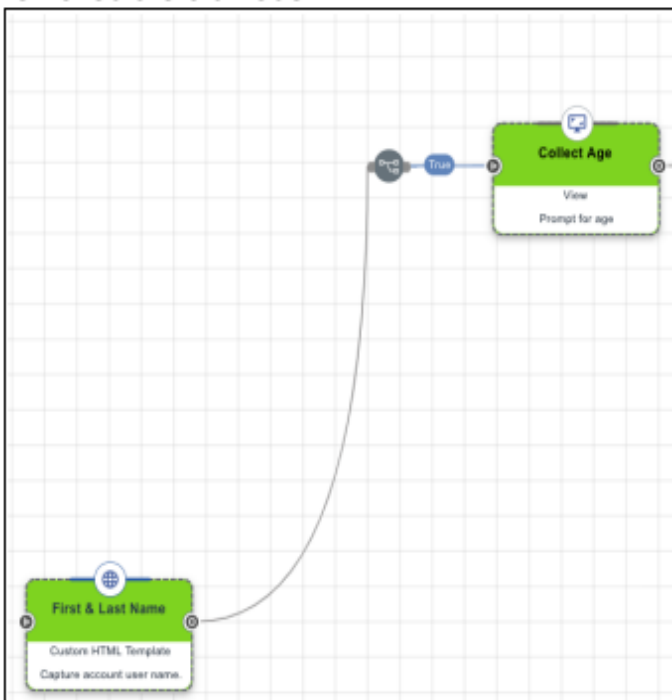 True
Collect Age
View
Prompt for age
First & Last Name
Custom HTML Template
Capture account user name.